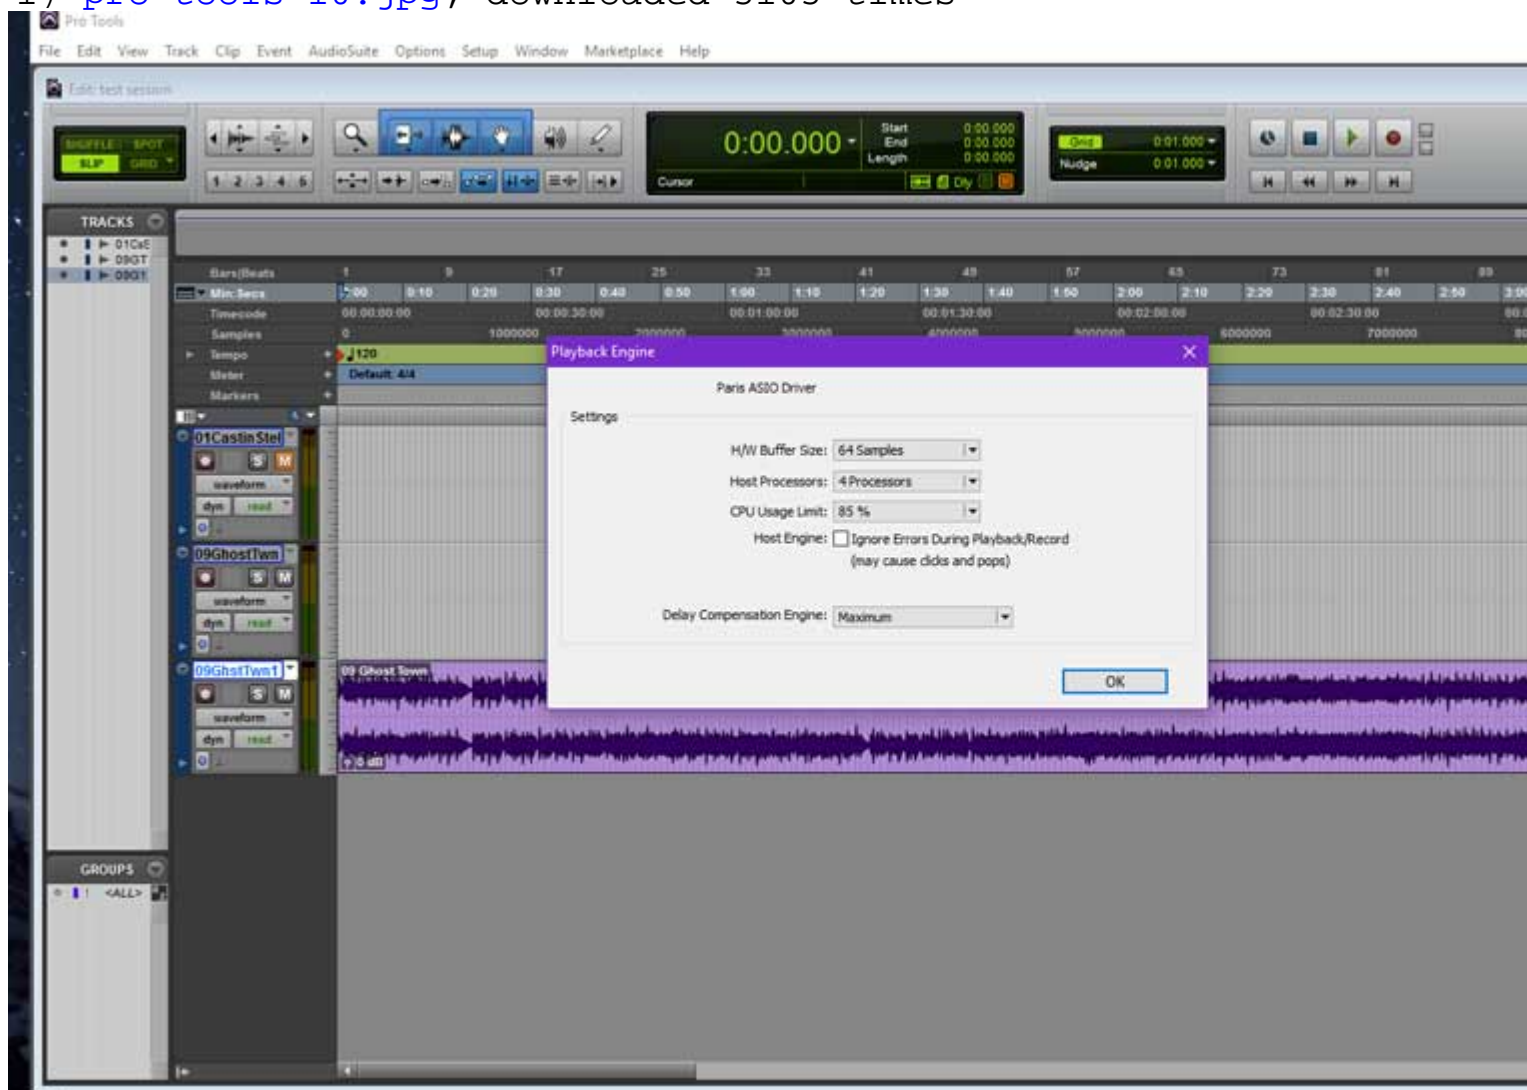 Pro Tools
File Edit View Track Clip Event AudioSuite Options Setup Window Marketplace Help
Edit: test session
SHUFFLE SPOT
SLIP GRID
1 2 3 4 5
0:00.000
Start 0:00.000
End 0:00.000
Length 0:00.000
Cursor
Dly
Grid 0:01.000
Nudge 0:01.000
TRACKS
01CsS
09GT
09GT
Bars|Beats 1 9 17 25 33 41 49 57 65 73 81 89
Min:Secs 0:00 0:10 0:20 0:30 0:40 0:50 1:00 1:10 1:20 1:30 1:40 1:50 2:00 2:10 2:20 2:30 2:40 2:50 3:00
Timecode 00:00:00:00 00:00:30:00 00:01:00:00 00:01:30:00 00:02:00:00 00:02:30:00
Samples 0 1000000 2000000 3000000 4000000 5000000 6000000 7000000
Tempo 120
Meter Default: 4/4
Markers
Playback Engine
Paris ASIO Driver
Settings
H/W Buffer Size: 64 Samples
Host Processors: 4 Processors
CPU Usage Limit: 85 %
Host Engine: Ignore Errors During Playback/Record
(may cause clicks and pops)
Delay Compensation Engine: Maximum
OK
01CastinStel
S M
waveform
dyn read
09GhostTwn
S M
waveform
dyn read
09GhstTwn1
S M
waveform
dyn read
09 Ghost Town
0 dB
GROUPS
! <ALL>